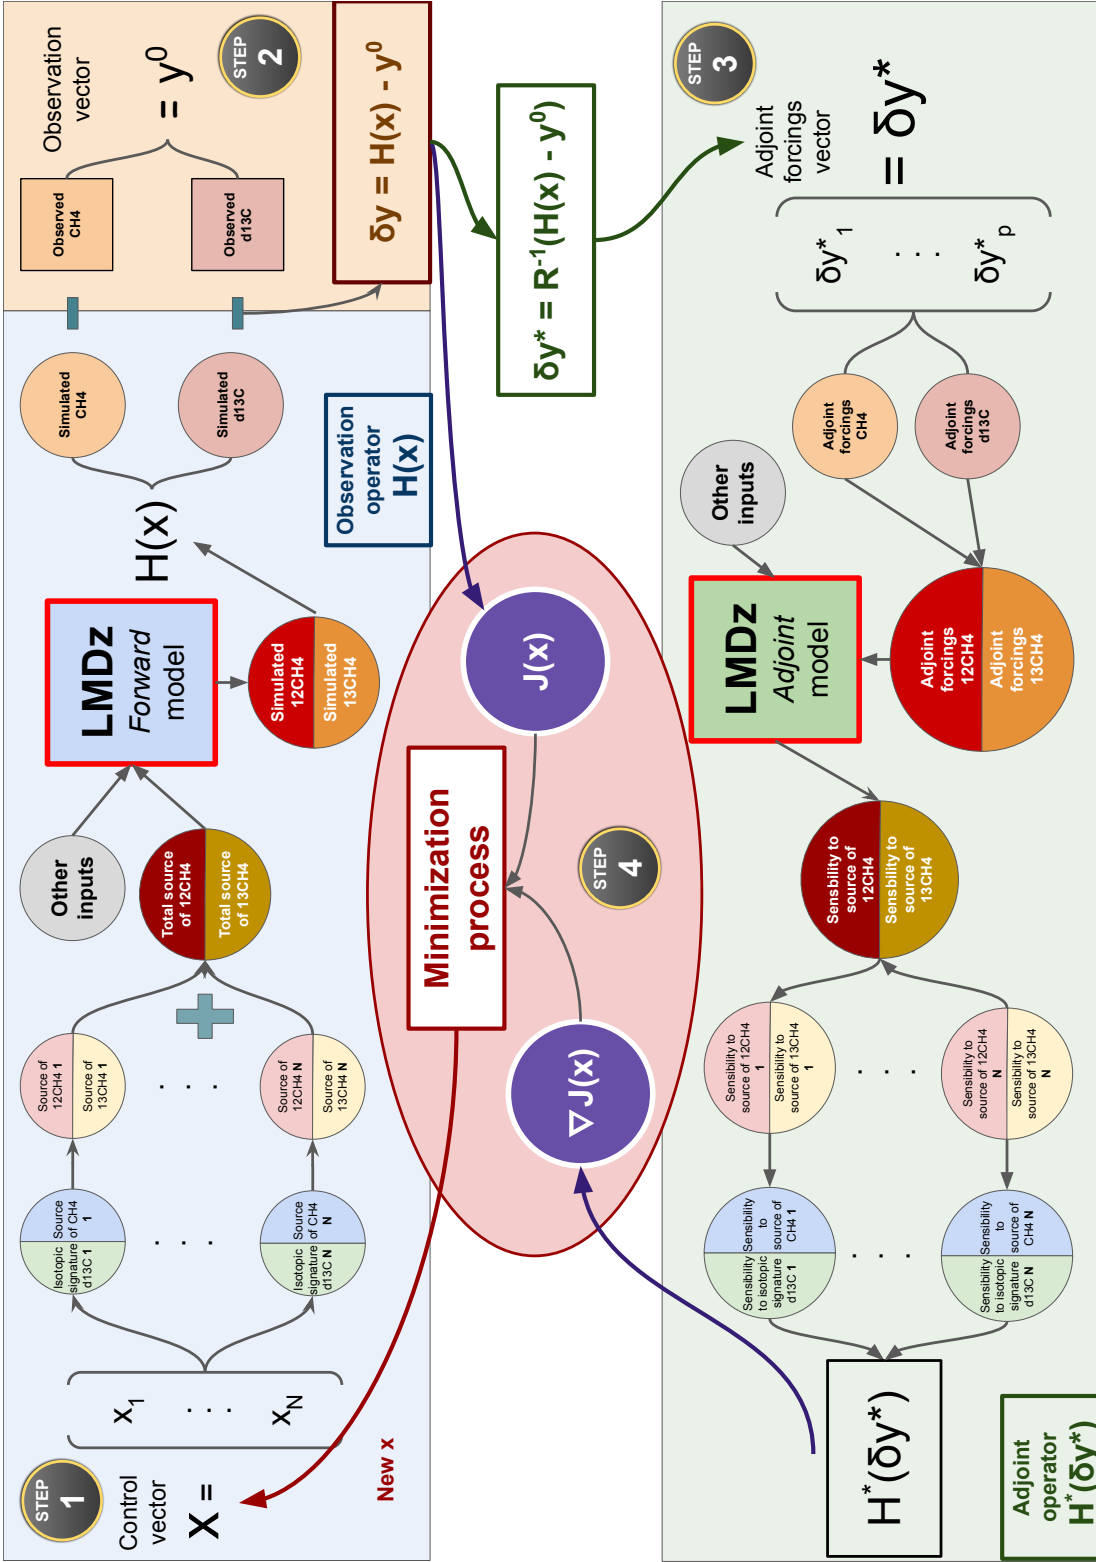 STEP
1
Control
vector
X =
x1
. . .
xN
New x
Isotopic
signature
d13C 1
Source
of CH4
1
. . .
Isotopic
signature
d13C N
Source
of CH4
N
Source of
12CH4 1
Source of
13CH4 1
. . .
Source of
12CH4 N
Source of
13CH4 N
Other
inputs
Total source
of 12CH4
Total source
of 13CH4
LMDz
Forward
model
Simulated
12CH4
Simulated
13CH4
H(x)
Simulated
CH4
Simulated
d13C
Observation
operator
H(x)
Observed
CH4
Observed
d13C
Observation
vector
= y⁰
STEP
2
δy = H(x) - y⁰
δy* = R⁻¹(H(x) - y⁰)
Minimization
process
J(x)
∇J(x)
STEP
4
STEP
3
Adjoint
forcings
vector
= δy*
δy*1
. . .
δy*p
Adjoint
forcings
CH4
Adjoint
forcings
d13C
Other
inputs
LMDz
Adjoint
model
Adjoint
forcings
12CH4
Adjoint
forcings
13CH4
Sensbility to
source of
12CH4
Sensibility to
source of
13CH4
Sensibility to
source of 12CH4
1
Sensibility to
source of 13CH4
1
. . .
Sensibility to
source of 12CH4
N
Sensibility to
source of 13CH4
N
Sensibility
to isotopic
signature
d13C 1
Sensibility
to
source of
CH4 1
. . .
Sensibility
to isotopic
signature
d13C N
Sensibility
to
source of
CH4 N
H*(δy*)
Adjoint
operator
H*(δy*)